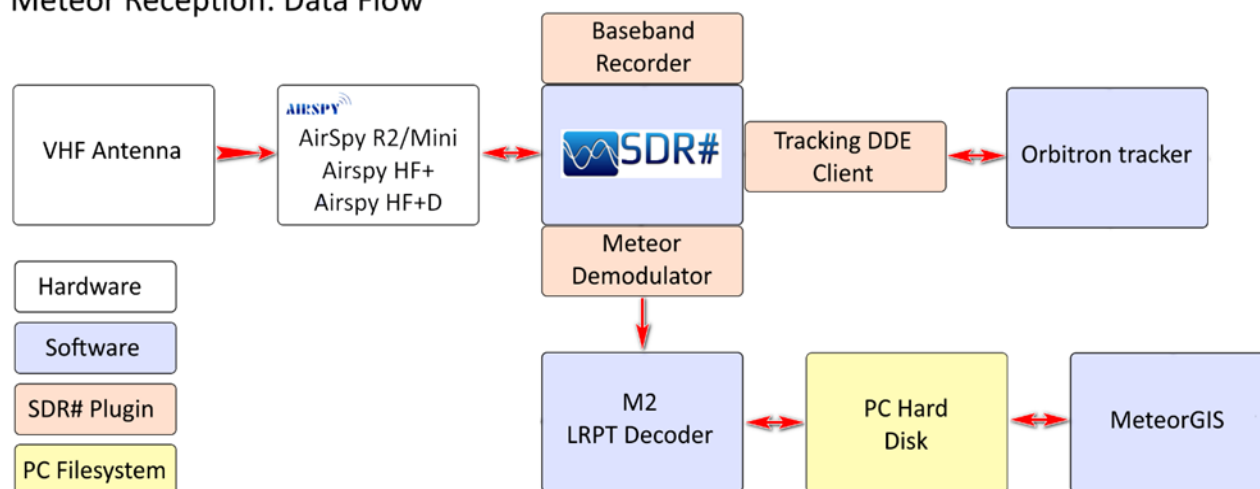 Meteor Reception: Data Flow
Baseband
Recorder
VHF Antenna
AIRSPY
AirSpy R2/Mini
Airspy HF+
Airspy HF+D
SDR#
Tracking DDE
Client
Orbitron tracker
Meteor
Demodulator
Hardware
Software
SDR# Plugin
PC Filesystem
M2
LRPT Decoder
PC Hard
Disk
MeteorGIS